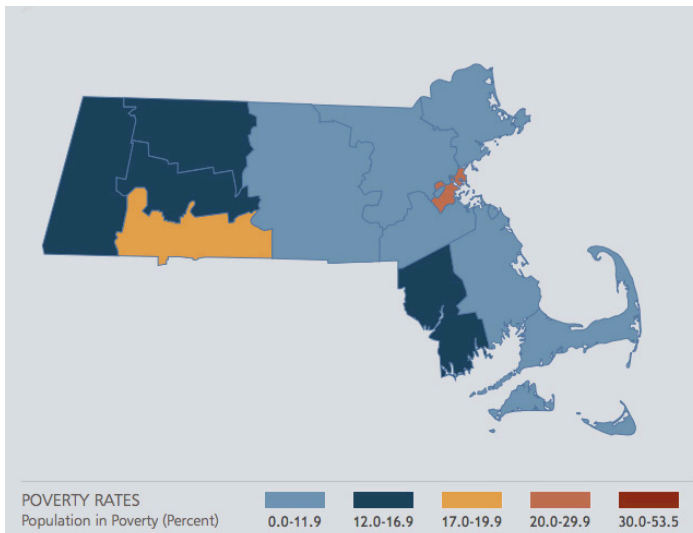 POVERTY RATES
Population in Poverty (Percent)
0.0-11.9
12.0-16.9
17.0-19.9
20.0-29.9
30.0-53.5